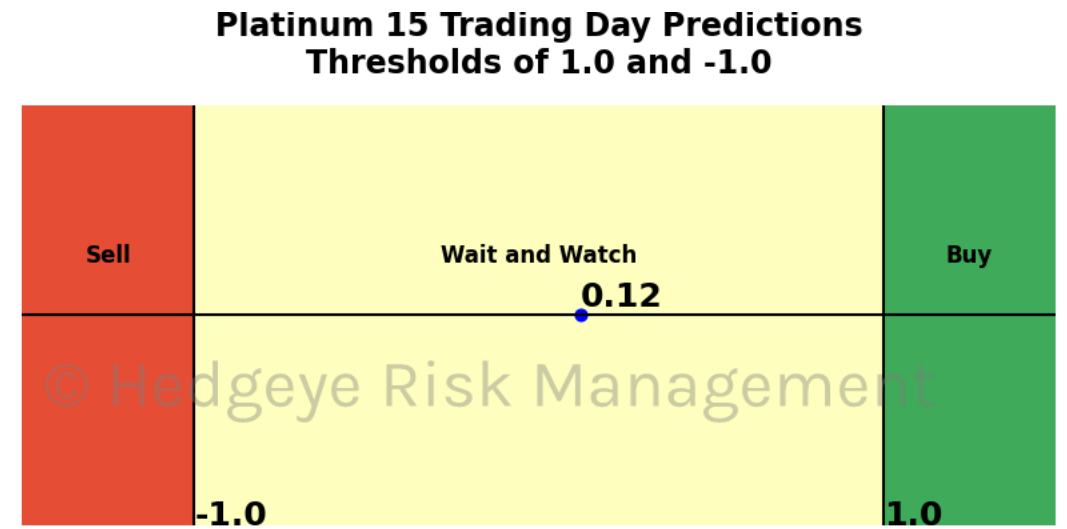 Platinum 15 Trading Day Predictions
Thresholds of 1.0 and -1.0
Sell
Wait and Watch
Buy
0.12
© Hedgeye Risk Management
-1.0
1.0